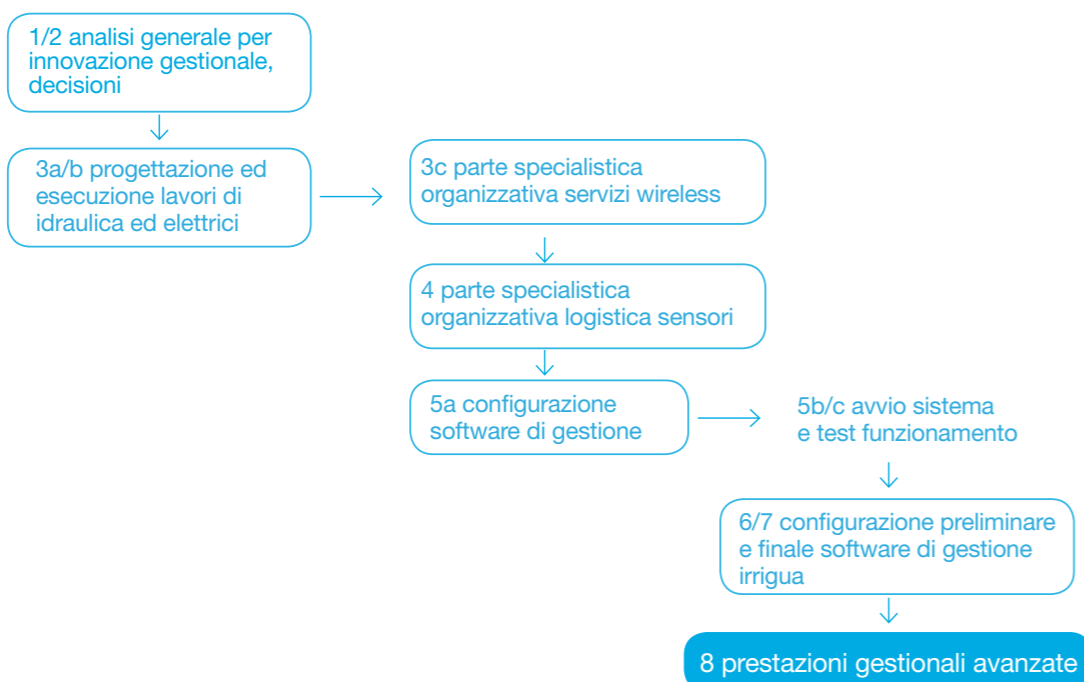 1/2 analisi generale per
innovazione gestionale,
decisioni
3a/b progettazione ed
esecuzione lavori di
idraulica ed elettrici
3c parte specialistica
organizzativa servizi wireless
4 parte specialistica
organizzativa logistica sensori
5a configurazione
software di gestione
5b/c avvio sistema
e test funzionamento
6/7 configurazione preliminare
e finale software di gestione
irrigua
8 prestazioni gestionali avanzate